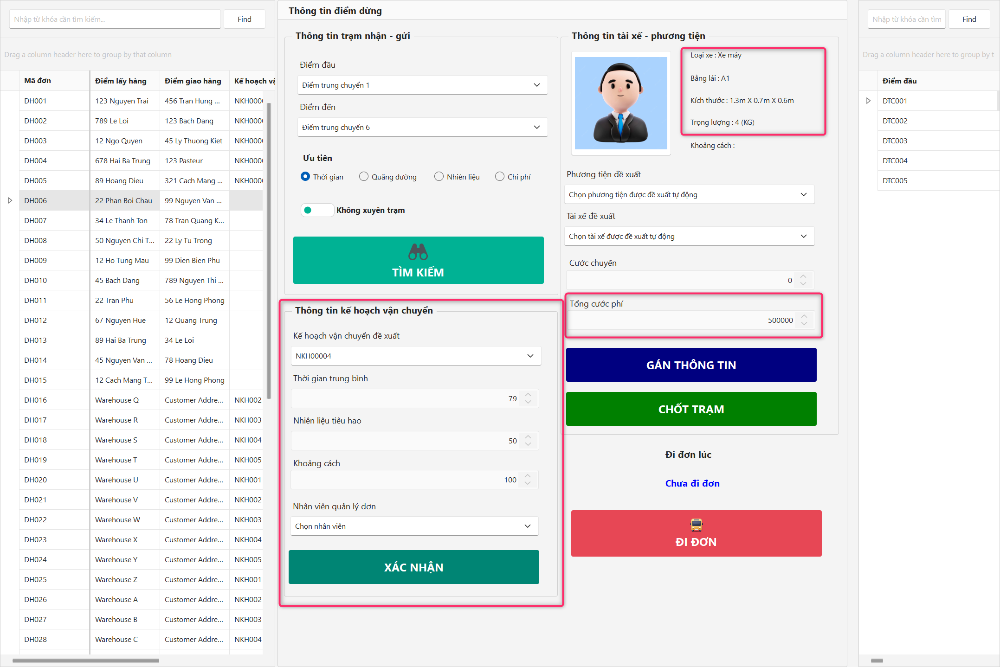 Nhập từ khóa cần tìm kiếm...
Find
Drag a column header here to group by that column
Mã đơn Điểm lấy hàng Điểm giao hàng Kế hoạch vậ
DH001 123 Nguyen Trai 456 Tran Hung ... NKH000
DH002 789 Le Loi 123 Bach Dang NKH000
DH003 12 Ngo Quyen 45 Ly Thuong Kiet NKH000
DH004 678 Hai Ba Trung 123 Pasteur NKH000
DH005 89 Hoang Dieu 321 Cach Mang ... NKH000
DH006 22 Phan Boi Chau 99 Nguyen Van ...
DH007 34 Le Thanh Ton 78 Tran Quang K...
DH008 50 Nguyen Chi T... 22 Ly Tu Trong
DH009 12 Ho Tung Mau 99 Dien Bien Phu
DH010 45 Bach Dang 789 Nguyen Thi ...
DH011 22 Tran Phu 56 Le Hong Phong
DH012 67 Nguyen Hue 12 Quang Trung
DH013 89 Hai Ba Trung 34 Le Loi
DH014 45 Nguyen Van ... 78 Hoang Dieu
DH015 12 Cach Mang T... 99 Le Hong Phong
DH016 Warehouse Q Customer Addre... NKH002
DH017 Warehouse R Customer Addre... NKH003
DH018 Warehouse S Customer Addre... NKH004
DH019 Warehouse T Customer Addre... NKH005
DH020 Warehouse U Customer Addre... NKH001
DH021 Warehouse V Customer Addre... NKH002
DH022 Warehouse W Customer Addre... NKH003
DH023 Warehouse X Customer Addre... NKH004
DH024 Warehouse Y Customer Addre... NKH005
DH025 Warehouse Z Customer Addre... NKH001
DH026 Warehouse A Customer Addre... NKH002
DH027 Warehouse B Customer Addre... NKH003
DH028 Warehouse C Customer Addre... NKH004
Thông tin điểm dừng
Thông tin trạm nhận - gửi
Điểm đầu
Điểm trung chuyển 1
Điểm đến
Điểm trung chuyển 6
Ưu tiên
Thời gian Quãng đường Nhiên liệu Chi phí
Không xuyên trạm
TÌM KIẾM
Thông tin kế hoạch vận chuyển
Kế hoạch vận chuyển đề xuất
NKH00004
Thời gian trung bình
79
Nhiên liệu tiêu hao
50
Khoảng cách
100
Nhân viên quản lý đơn
Chọn nhân viên
XÁC NHẬN
Thông tin tài xế - phương tiện
Loại xe : Xe máy
Bằng lái : A1
Kích thước : 1.3m X 0.7m X 0.6m
Trọng lượng : 4 (KG)
Khoảng cách :
Phương tiện đề xuất
Chọn phương tiện được đề xuất tự động
Tài xế đề xuất
Chọn tài xế được đề xuất tự động
Cước chuyến
0
Tổng cước phí
500000
GÁN THÔNG TIN
CHỐT TRẠM
Đi đơn lúc
Chưa đi đơn
ĐI ĐƠN
Nhập từ khóa cần tìm
Find
Drag a column header here to group by t
Điểm đầu
DTC001
DTC002
DTC003
DTC004
DTC005